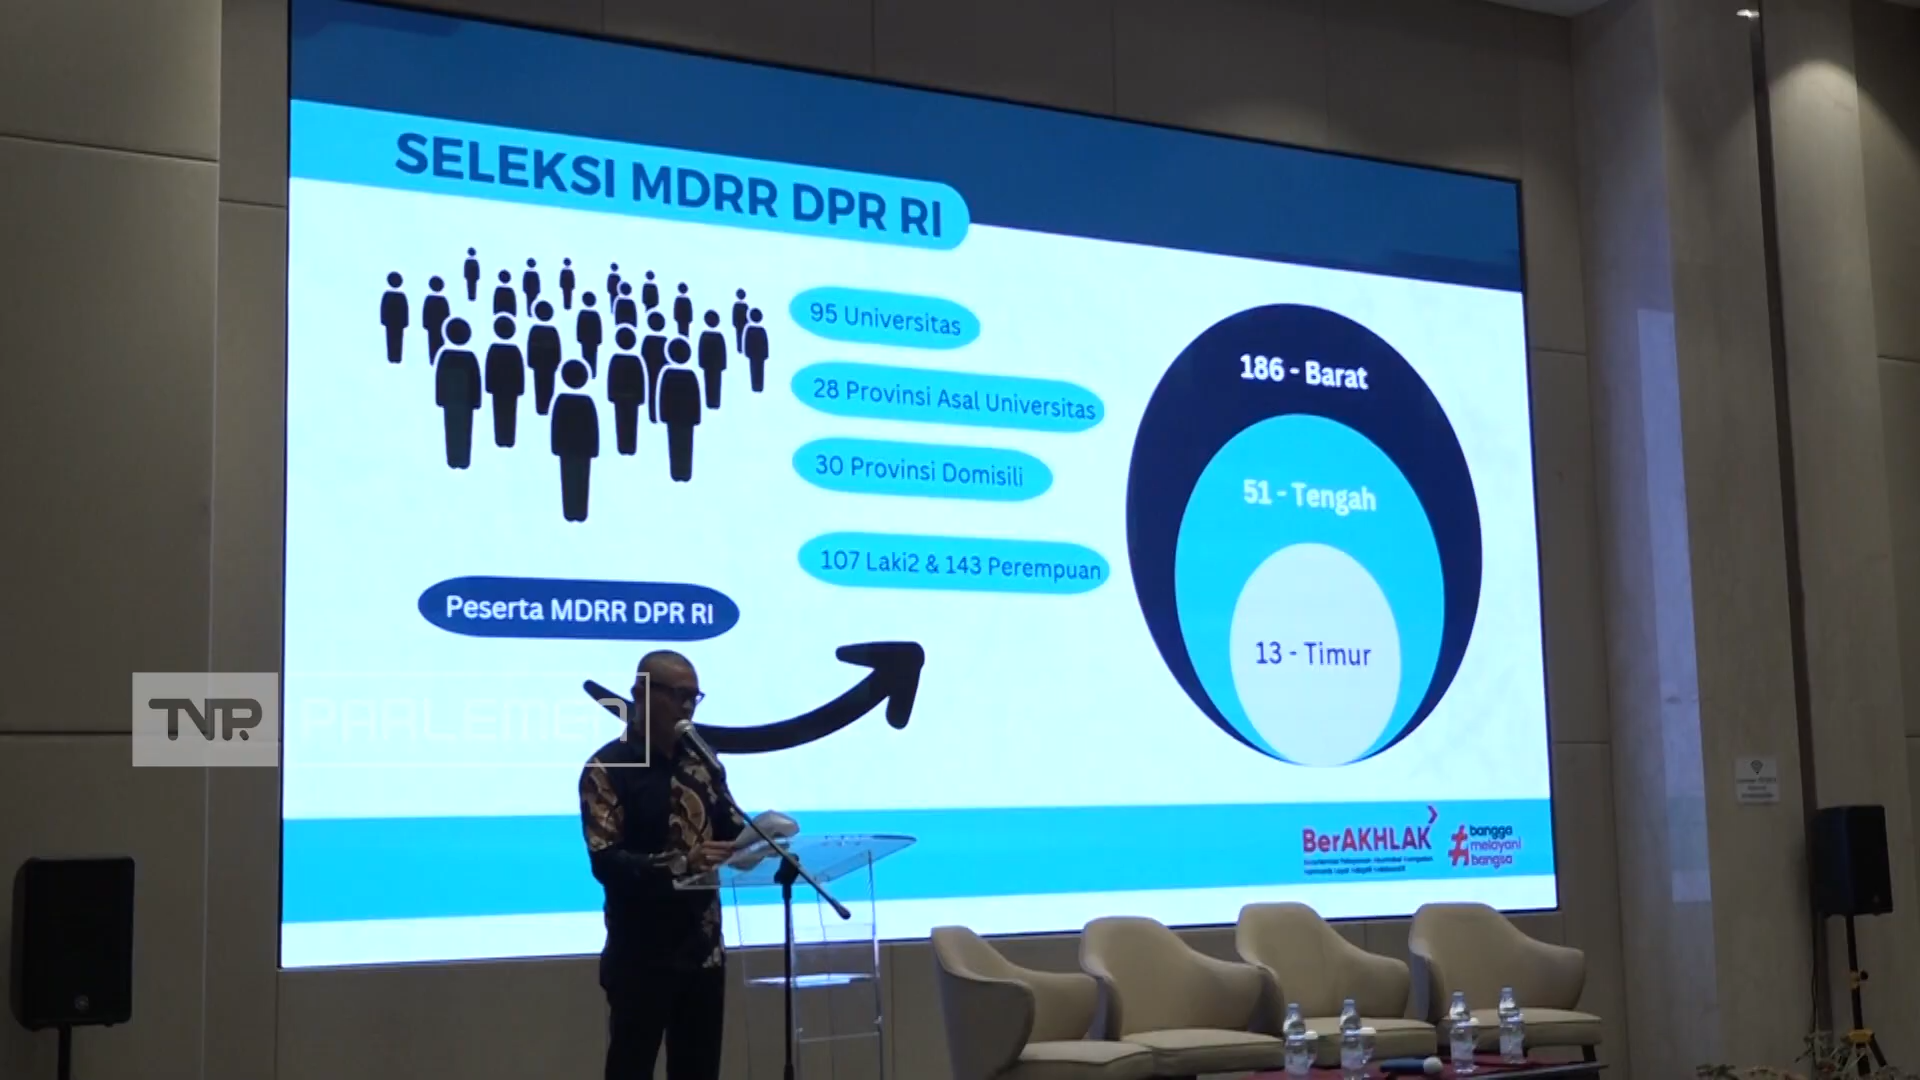 SELEKSI MDRR DPR RI
95 Universitas
28 Provinsi Asal Universitas
30 Provinsi Domisili
107 Laki2 & 143 Perempuan
Peserta MDRR DPR RI
186 - Barat
51 - Tengah
13 - Timur
TVR PARLEMEN
BerAKHLAK
#bangga
melayani
bangsa